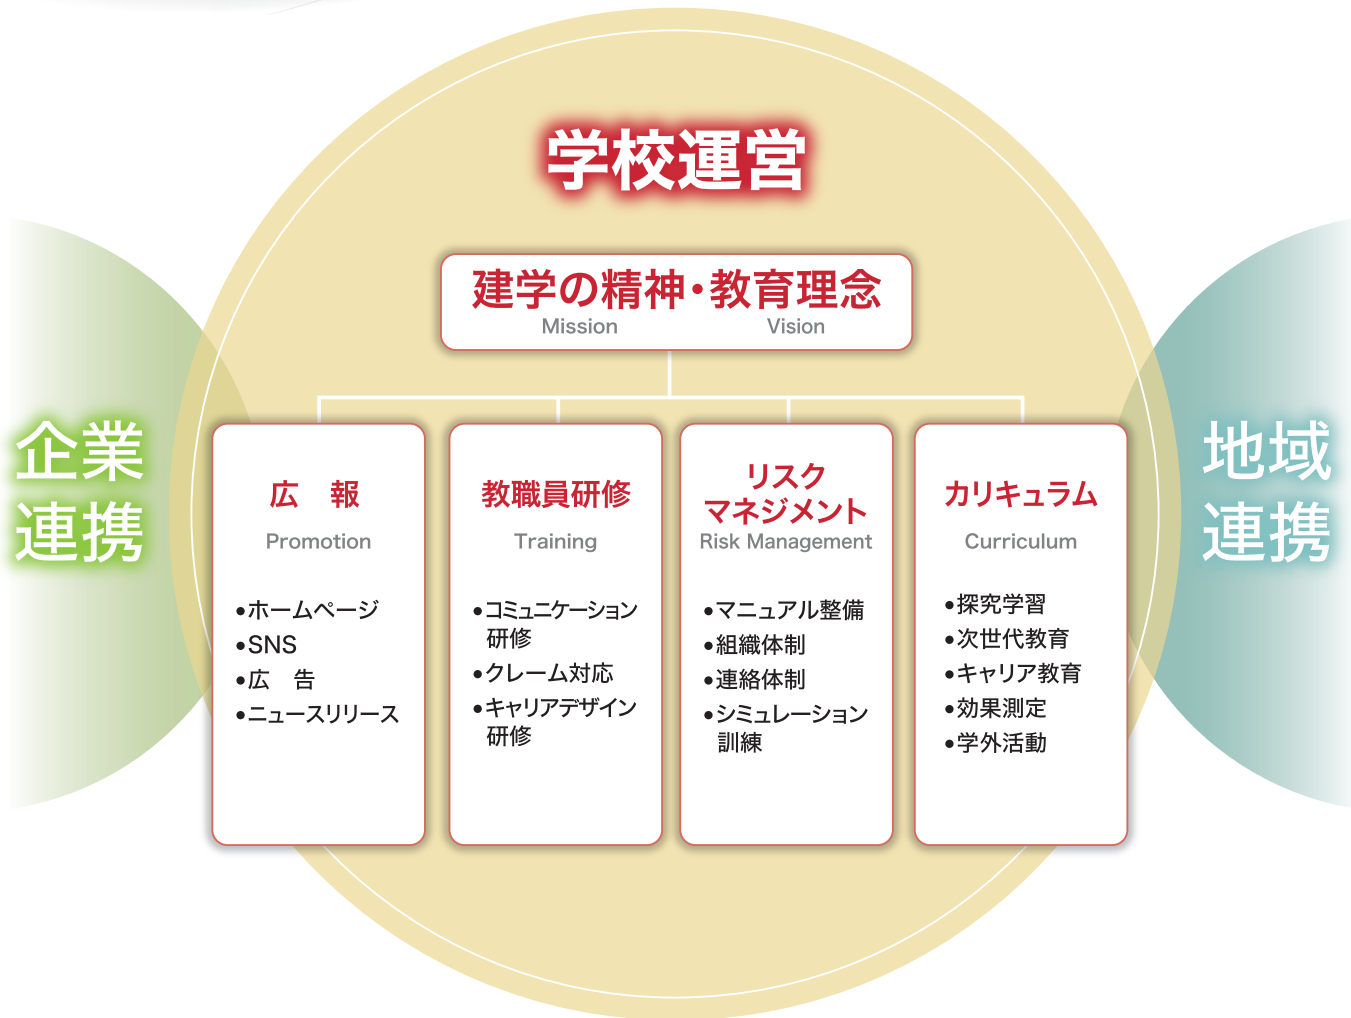 学校運営
建学の精神・教育理念
Mission Vision
企業
連携
広　報
Promotion
•ホームページ
•SNS
•広　告
•ニュースリリース
教職員研修
Training
•コミュニケーション
研修
•クレーム対応
•キャリアデザイン
研修
リスク
マネジメント
Risk Management
•マニュアル整備
•組織体制
•連絡体制
•シミュレーション
訓練
カリキュラム
Curriculum
•探究学習
•次世代教育
•キャリア教育
•効果測定
•学外活動
地域
連携